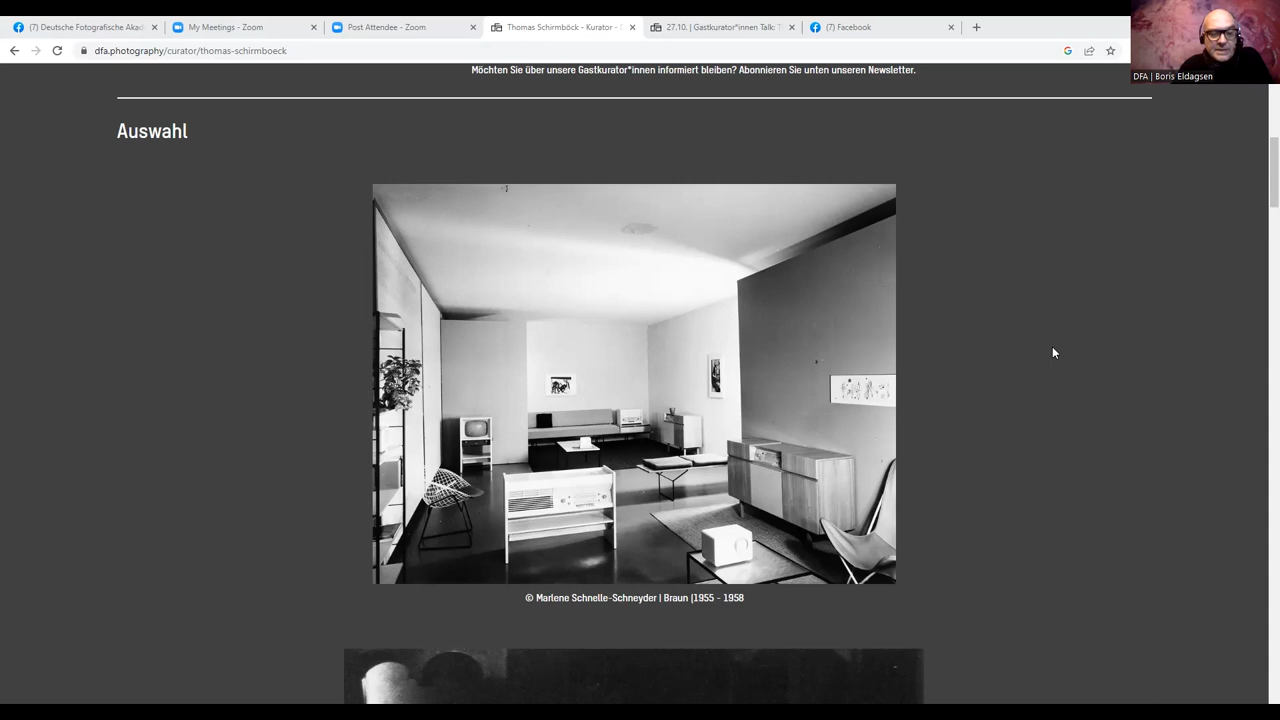 (7) Deutsche Fotografische Akad
My Meetings - Zoom
Post Attendee - Zoom
Thomas Schirmböck - Kurator -
27.10. | Gastkurator*innen Talk: T
(7) Facebook
dfa.photography/curator/thomas-schirmboeck
DFA | Boris Eldagsen
Möchten Sie über unsere Gastkurator*innen informiert bleiben? Abonnieren Sie unten unseren Newsletter.
Auswahl
© Marlene Schnelle-Schneyder | Braun (1955 - 1958